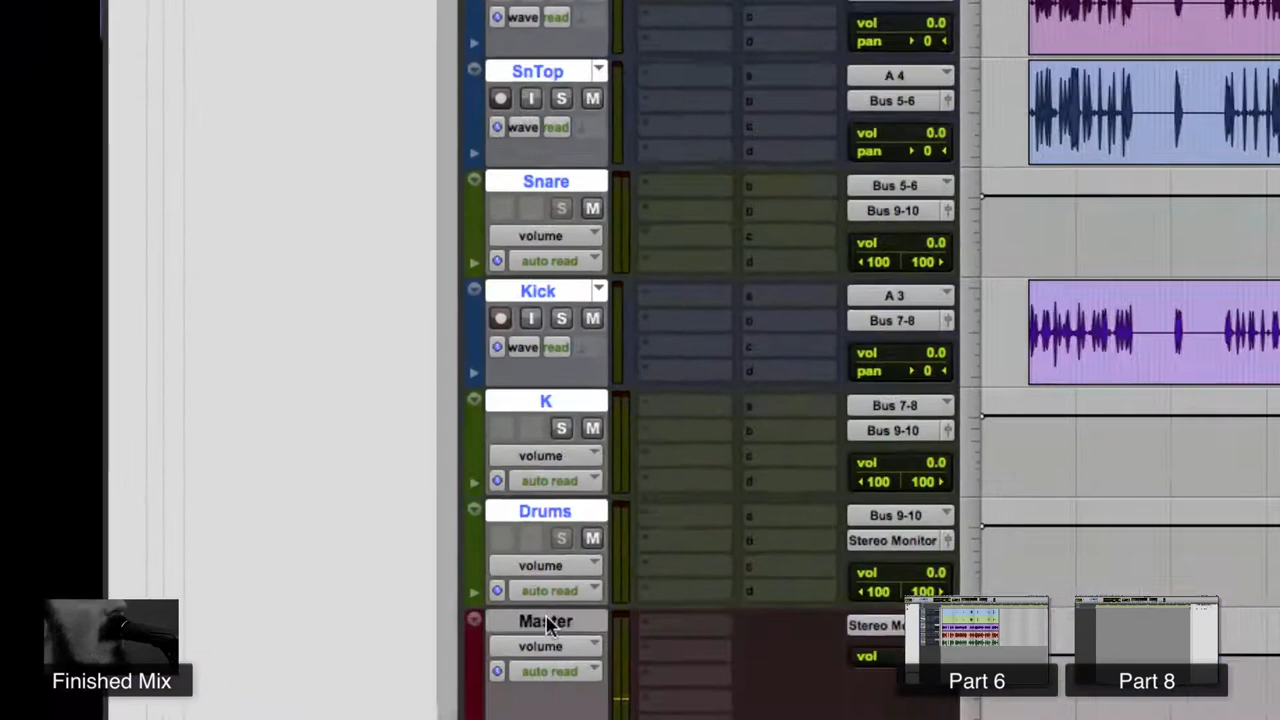 wave read
vol 0.0
pan 0
SnTop
I S M
wave read
A 4
Bus 5-6
vol 0.0
pan 0
Snare
S M
volume
auto read
Bus 5-6
Bus 9-10
vol 0.0
100 100
Kick
I S M
wave read
A 3
Bus 7-8
vol 0.0
pan 0
K
S M
volume
auto read
Bus 7-8
Bus 9-10
vol 0.0
100 100
Drums
S M
volume
auto read
Bus 9-10
Stereo Monitor
vol 0.0
100 100
Master
volume
auto read
Stereo Mo
vol
Finished Mix
Part 6
Part 8